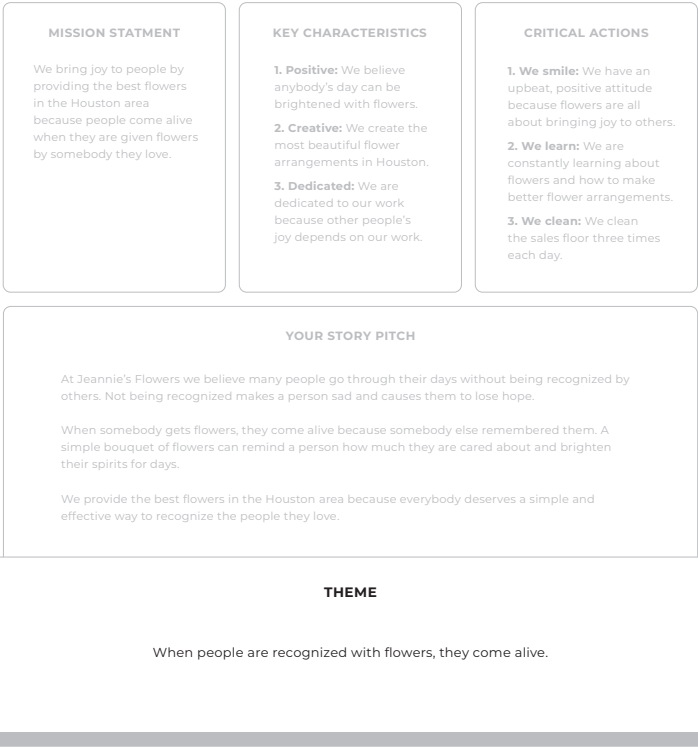 MISSION STATMENT
We bring joy to people by
providing the best flowers
in the Houston area
because people come alive
when they are given flowers
by somebody they love.
KEY CHARACTERISTICS
1. Positive: We believe
anybody’s day can be
brightened with flowers.
2. Creative: We create the
most beautiful flower
arrangements in Houston.
3. Dedicated: We are
dedicated to our work
because other people’s
joy depends on our work.
CRITICAL ACTIONS
1. We smile: We have an
upbeat, positive attitude
because flowers are all
about bringing joy to others.
2. We learn: We are
constantly learning about
flowers and how to make
better flower arrangements.
3. We clean: We clean
the sales floor three times
each day.
YOUR STORY PITCH
At Jeannie’s Flowers we believe many people go through their days without being recognized by
others. Not being recognized makes a person sad and causes them to lose hope.
When somebody gets flowers, they come alive because somebody else remembered them. A
simple bouquet of flowers can remind a person how much they are cared about and brighten
their spirits for days.
We provide the best flowers in the Houston area because everybody deserves a simple and
effective way to recognize the people they love.
THEME
When people are recognized with flowers, they come alive.